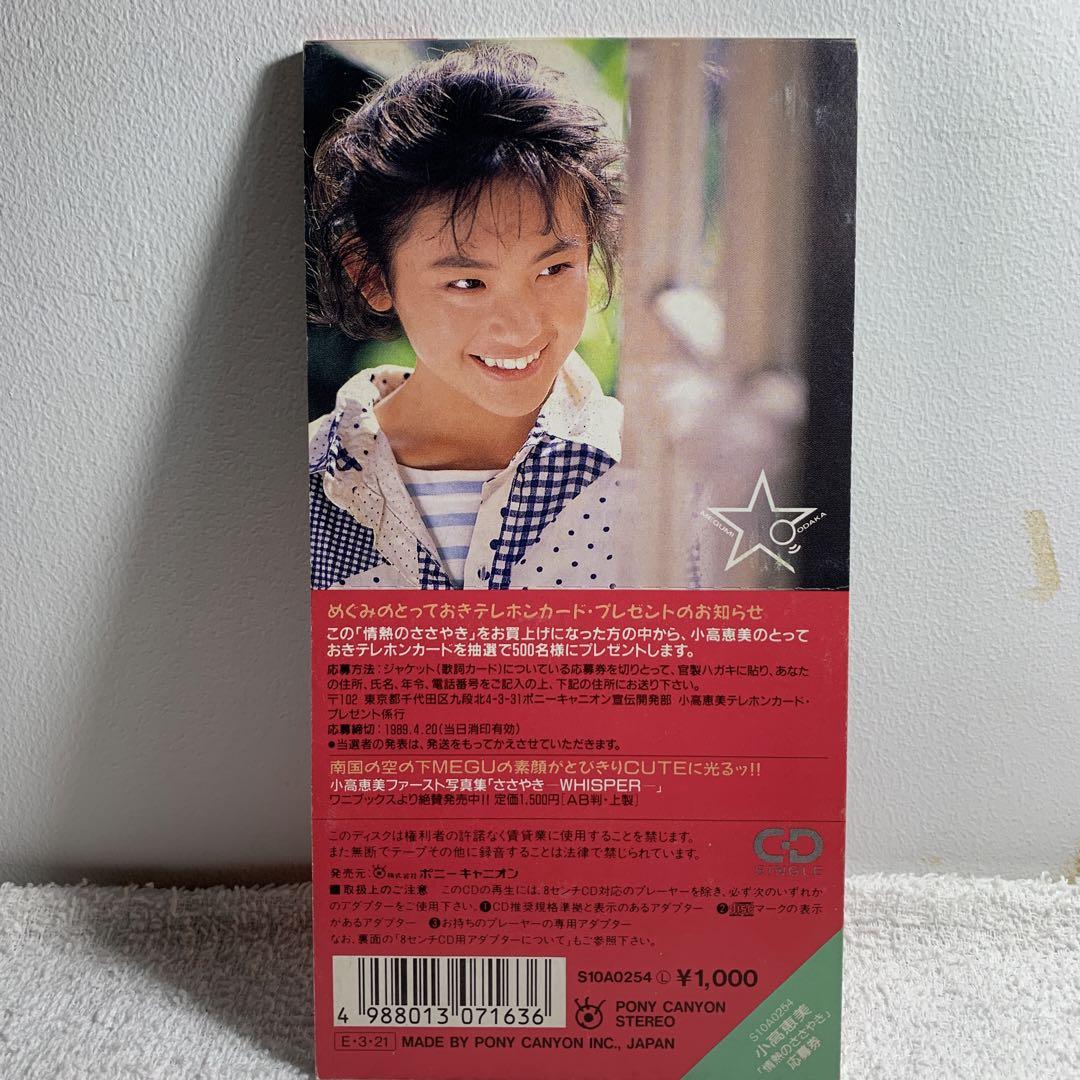 MEGUMI ODAKA
めぐみのとっておきテレホンカード・プレゼントのお知らせ
この「情熱のささやき」をお買上げになった方の中から、小高恵美のとって
おきテレホンカードを抽選で500名様にプレゼントします。
応募方法：ジャケット(歌詞カード)についている応募券を切りとって、官製ハガキに貼り、あなた
の住所、氏名、年令、電話番号をご記入の上、下記の住所にお送り下さい。
〒102 東京都千代田区九段北4-3-31ポニーキャニオン宣伝開発部 小高恵美テレホンカード・
プレゼント係行
応募締切：1989.4.20(当日消印有効)
●当選者の発表は、発送をもってかえさせていただきます。
南国の空の下MEGUの素顔がとびきりCUTEに光るッ!!
小高恵美ファースト写真集「ささやき—WHISPER—」
ワニブックスより絶賛発売中!! 定価1,500円[AB判・上製]
このディスクは権利者の許諾なく賃貸業に使用することを禁じます。
また無断でテープその他に録音することは法律で禁じられています。
CD
SINGLE
発売元：株式会社ポニーキャニオン
■取扱上のご注意 このCDの再生には、8センチCD対応のプレーヤーを除き、必ず次のいずれか
のアダプターをご使用下さい。❶CD推奨規格準拠と表示のあるアダプター ❷discマークの表示
があるアダプター ❸お持ちのプレーヤーの専用アダプター
なお、裏面の「8センチCD用アダプターについて」もご参照下さい。
S10A0254 Ⓛ ¥1,000
4 988013 071636
PONY CANYON
STEREO
E・3・21 MADE BY PONY CANYON INC., JAPAN
S10A0254
小高恵美
「情熱のささやき」
応募券